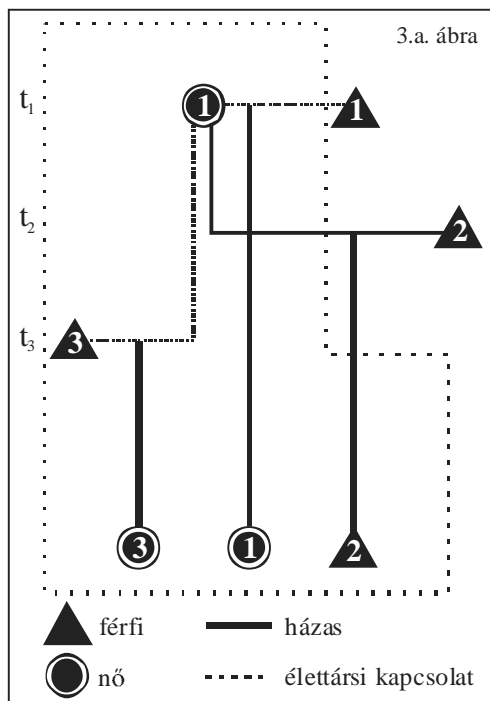 3.a. ábra
t1
1
1
t2
2
t3
3
3
1
2
férfi
házas
nő
élettársi kapcsolat